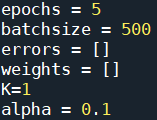 epochs = 5
batchsize = 500
errors = []
weights = []
K=1
alpha = 0.1